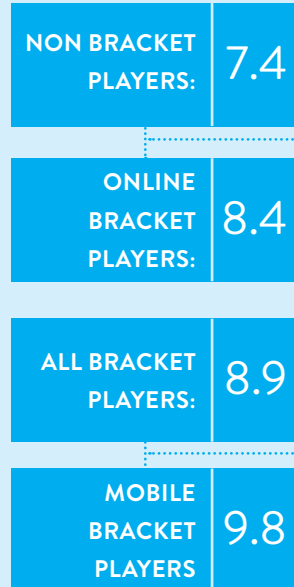 NON BRACKET
PLAYERS:
7.4
ONLINE
BRACKET
PLAYERS:
8.4
ALL BRACKET
PLAYERS:
8.9
MOBILE
BRACKET
PLAYERS
9.8